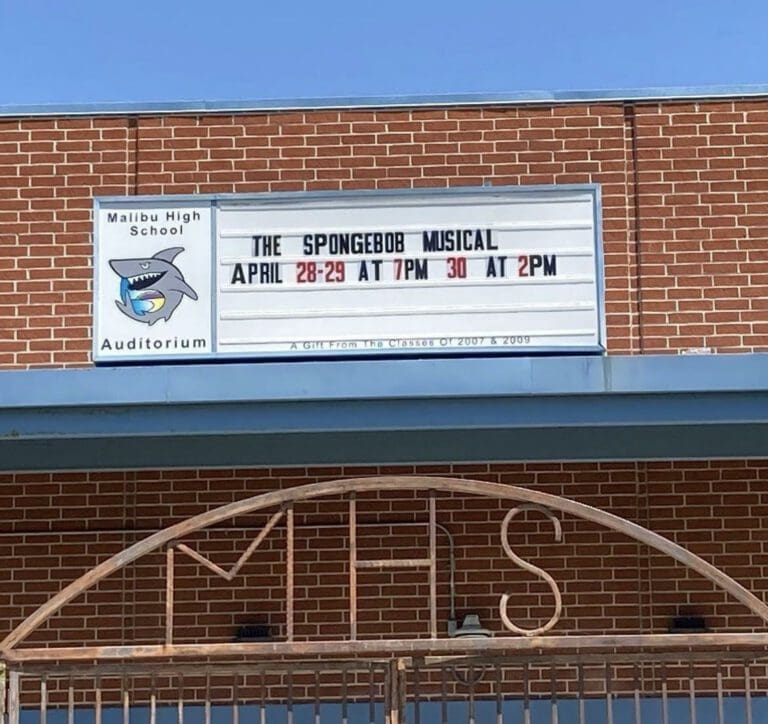 Malibu High
School
Auditorium
THE SPONGEBOB MUSICAL
APRIL 28-29 AT 7PM 30 AT 2PM
A Gift From The Classes Of 2007 & 2009
MHS